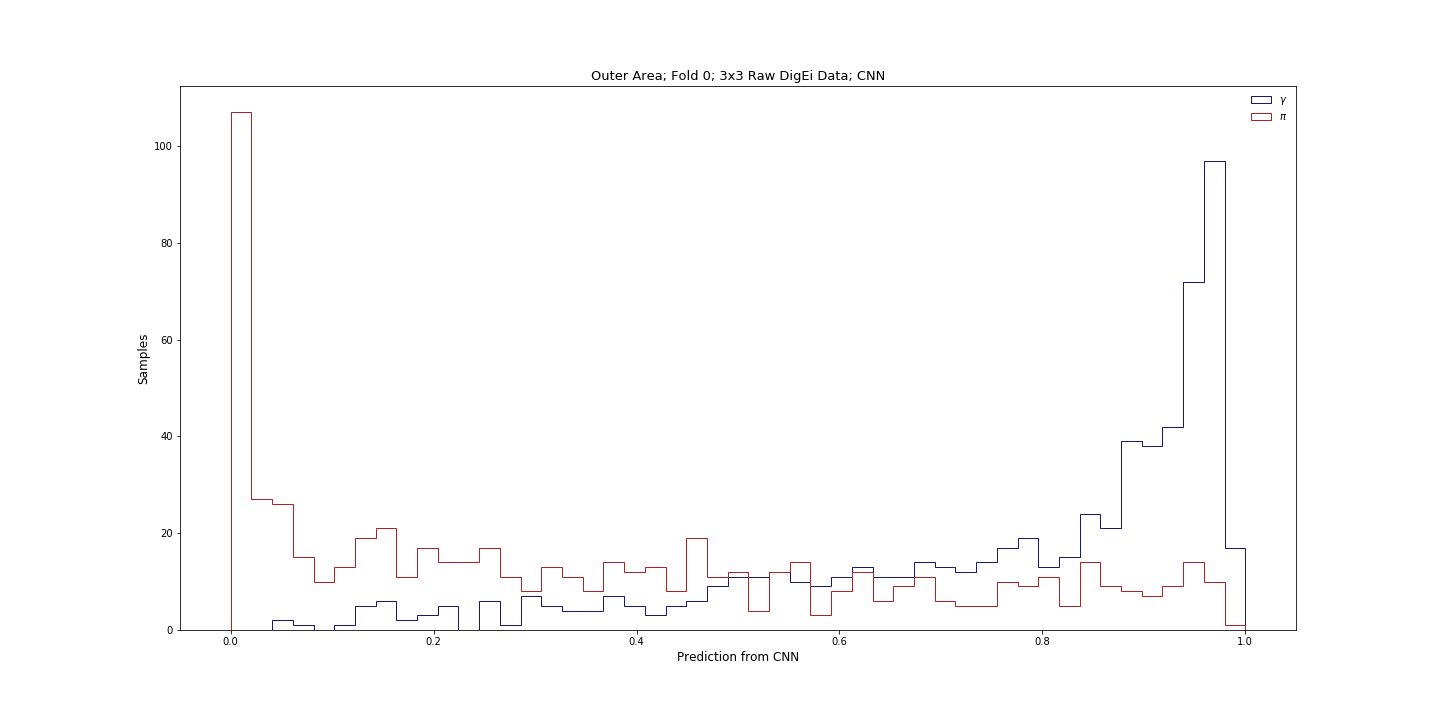 Outer Area; Fold 0; 3x3 Raw DigEi Data; CNN
γ
π
100
80
60
40
20
0
Samples
0.0 0.2 0.4 0.6 0.8 1.0
Prediction from CNN